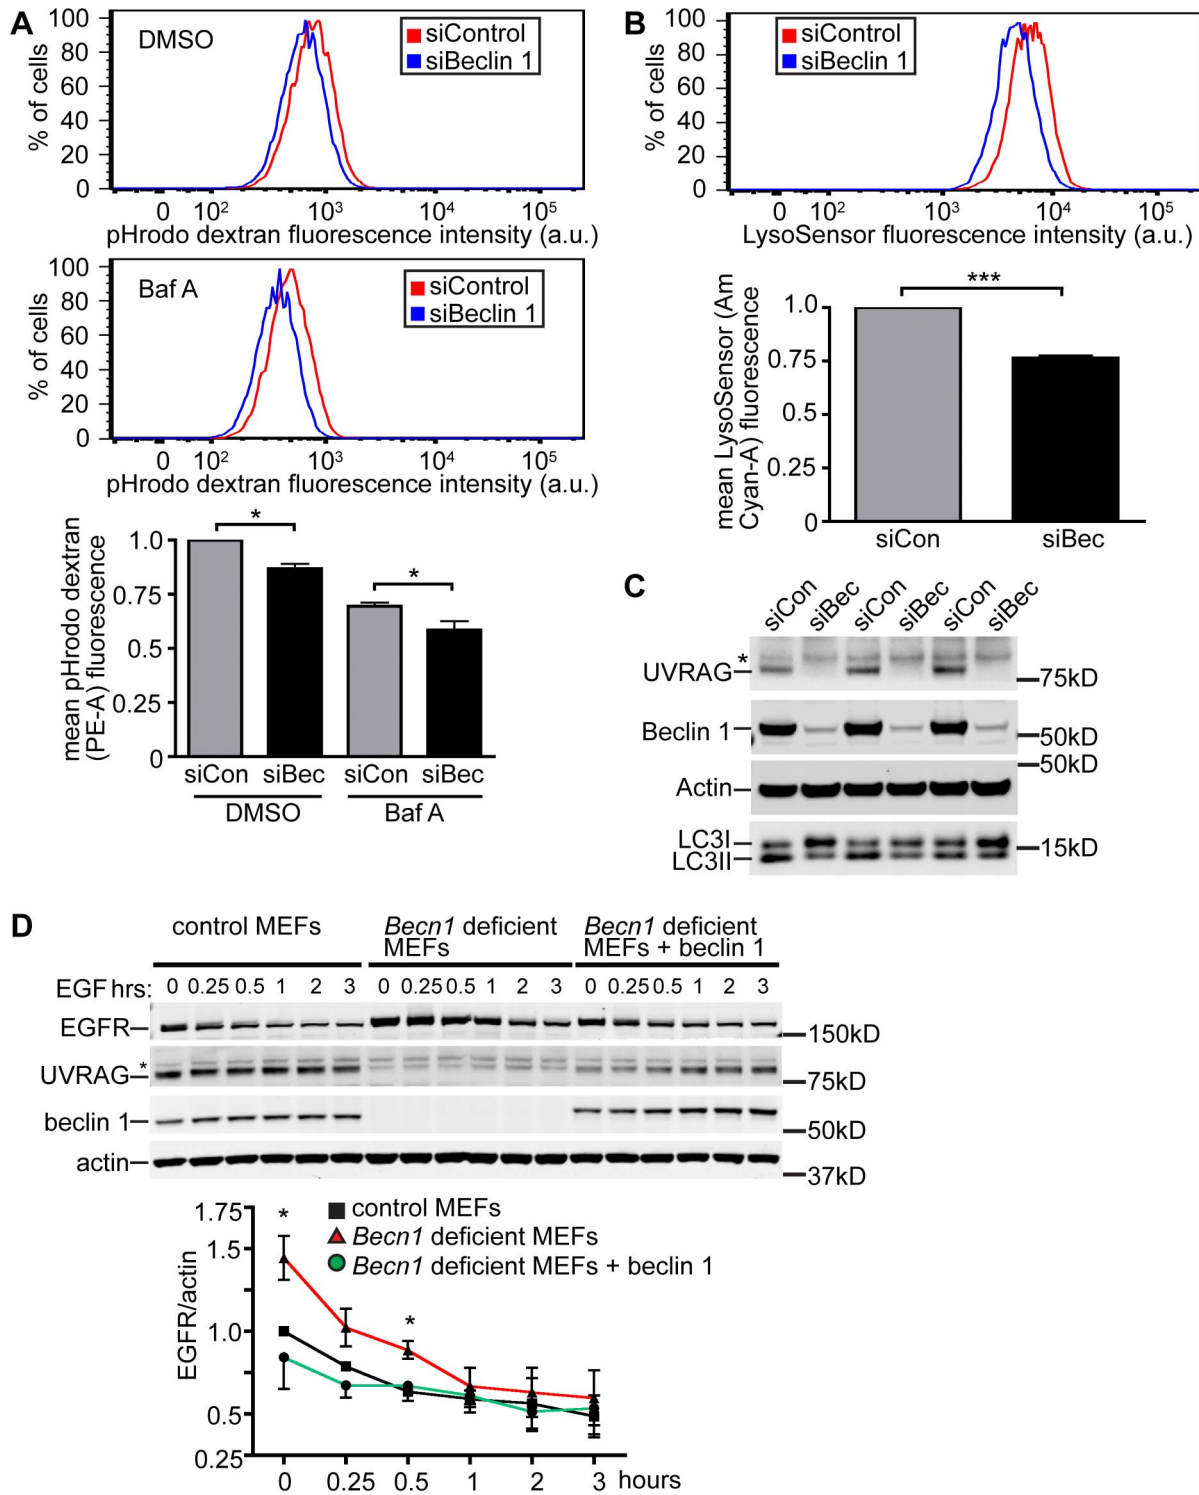 A
DMSO
siControl
siBeclin 1
% of cells
100
80
60
40
20
0
0 10² 10³ 10⁴ 10⁵
pHrodo dextran fluorescence intensity (a.u.)
Baf A
siControl
siBeclin 1
% of cells
100
80
60
40
20
0
0 10² 10³ 10⁴ 10⁵
pHrodo dextran fluorescence intensity (a.u.)
mean pHrodo dextran
(PE-A) fluorescence
1.0
0.75
0.5
0.25
0
*
*
siCon siBec siCon siBec
DMSO Baf A
B
siControl
siBeclin 1
% of cells
100
80
60
40
20
0
0 10² 10³ 10⁴ 10⁵
LysoSensor fluorescence intensity (a.u.)
mean LysoSensor (Am
Cyan-A) fluorescence
1.0
0.75
0.5
0.25
0
***
siCon siBec
C
siCon siBec siCon siBec siCon siBec
*
UVRAG
75kD
Beclin 1
50kD
50kD
Actin
LC3I
LC3II
15kD
D
control MEFs
Becn1 deficient
MEFs
Becn1 deficient
MEFs + beclin 1
EGF hrs: 0 0.25 0.5 1 2 3 0 0.25 0.5 1 2 3 0 0.25 0.5 1 2 3
EGFR
150kD
*
UVRAG
75kD
beclin 1
50kD
actin
37kD
EGFR/actin
1.75
1.5
1.0
0.5
0.25
*
*
control MEFs
Becn1 deficient MEFs
Becn1 deficient MEFs + beclin 1
0 0.25 0.5 1 2 3 hours